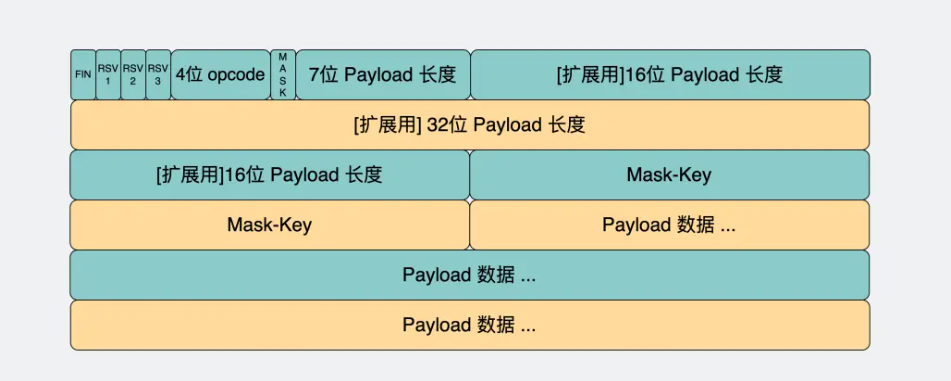 FIN RSV 1 RSV 2 RSV 3 4位 opcode MASK 7位 Payload 长度 [扩展用]16位 Payload 长度
[扩展用] 32位 Payload 长度
[扩展用]16位 Payload 长度 Mask-Key
Mask-Key Payload 数据 ...
Payload 数据 ...
Payload 数据 ...